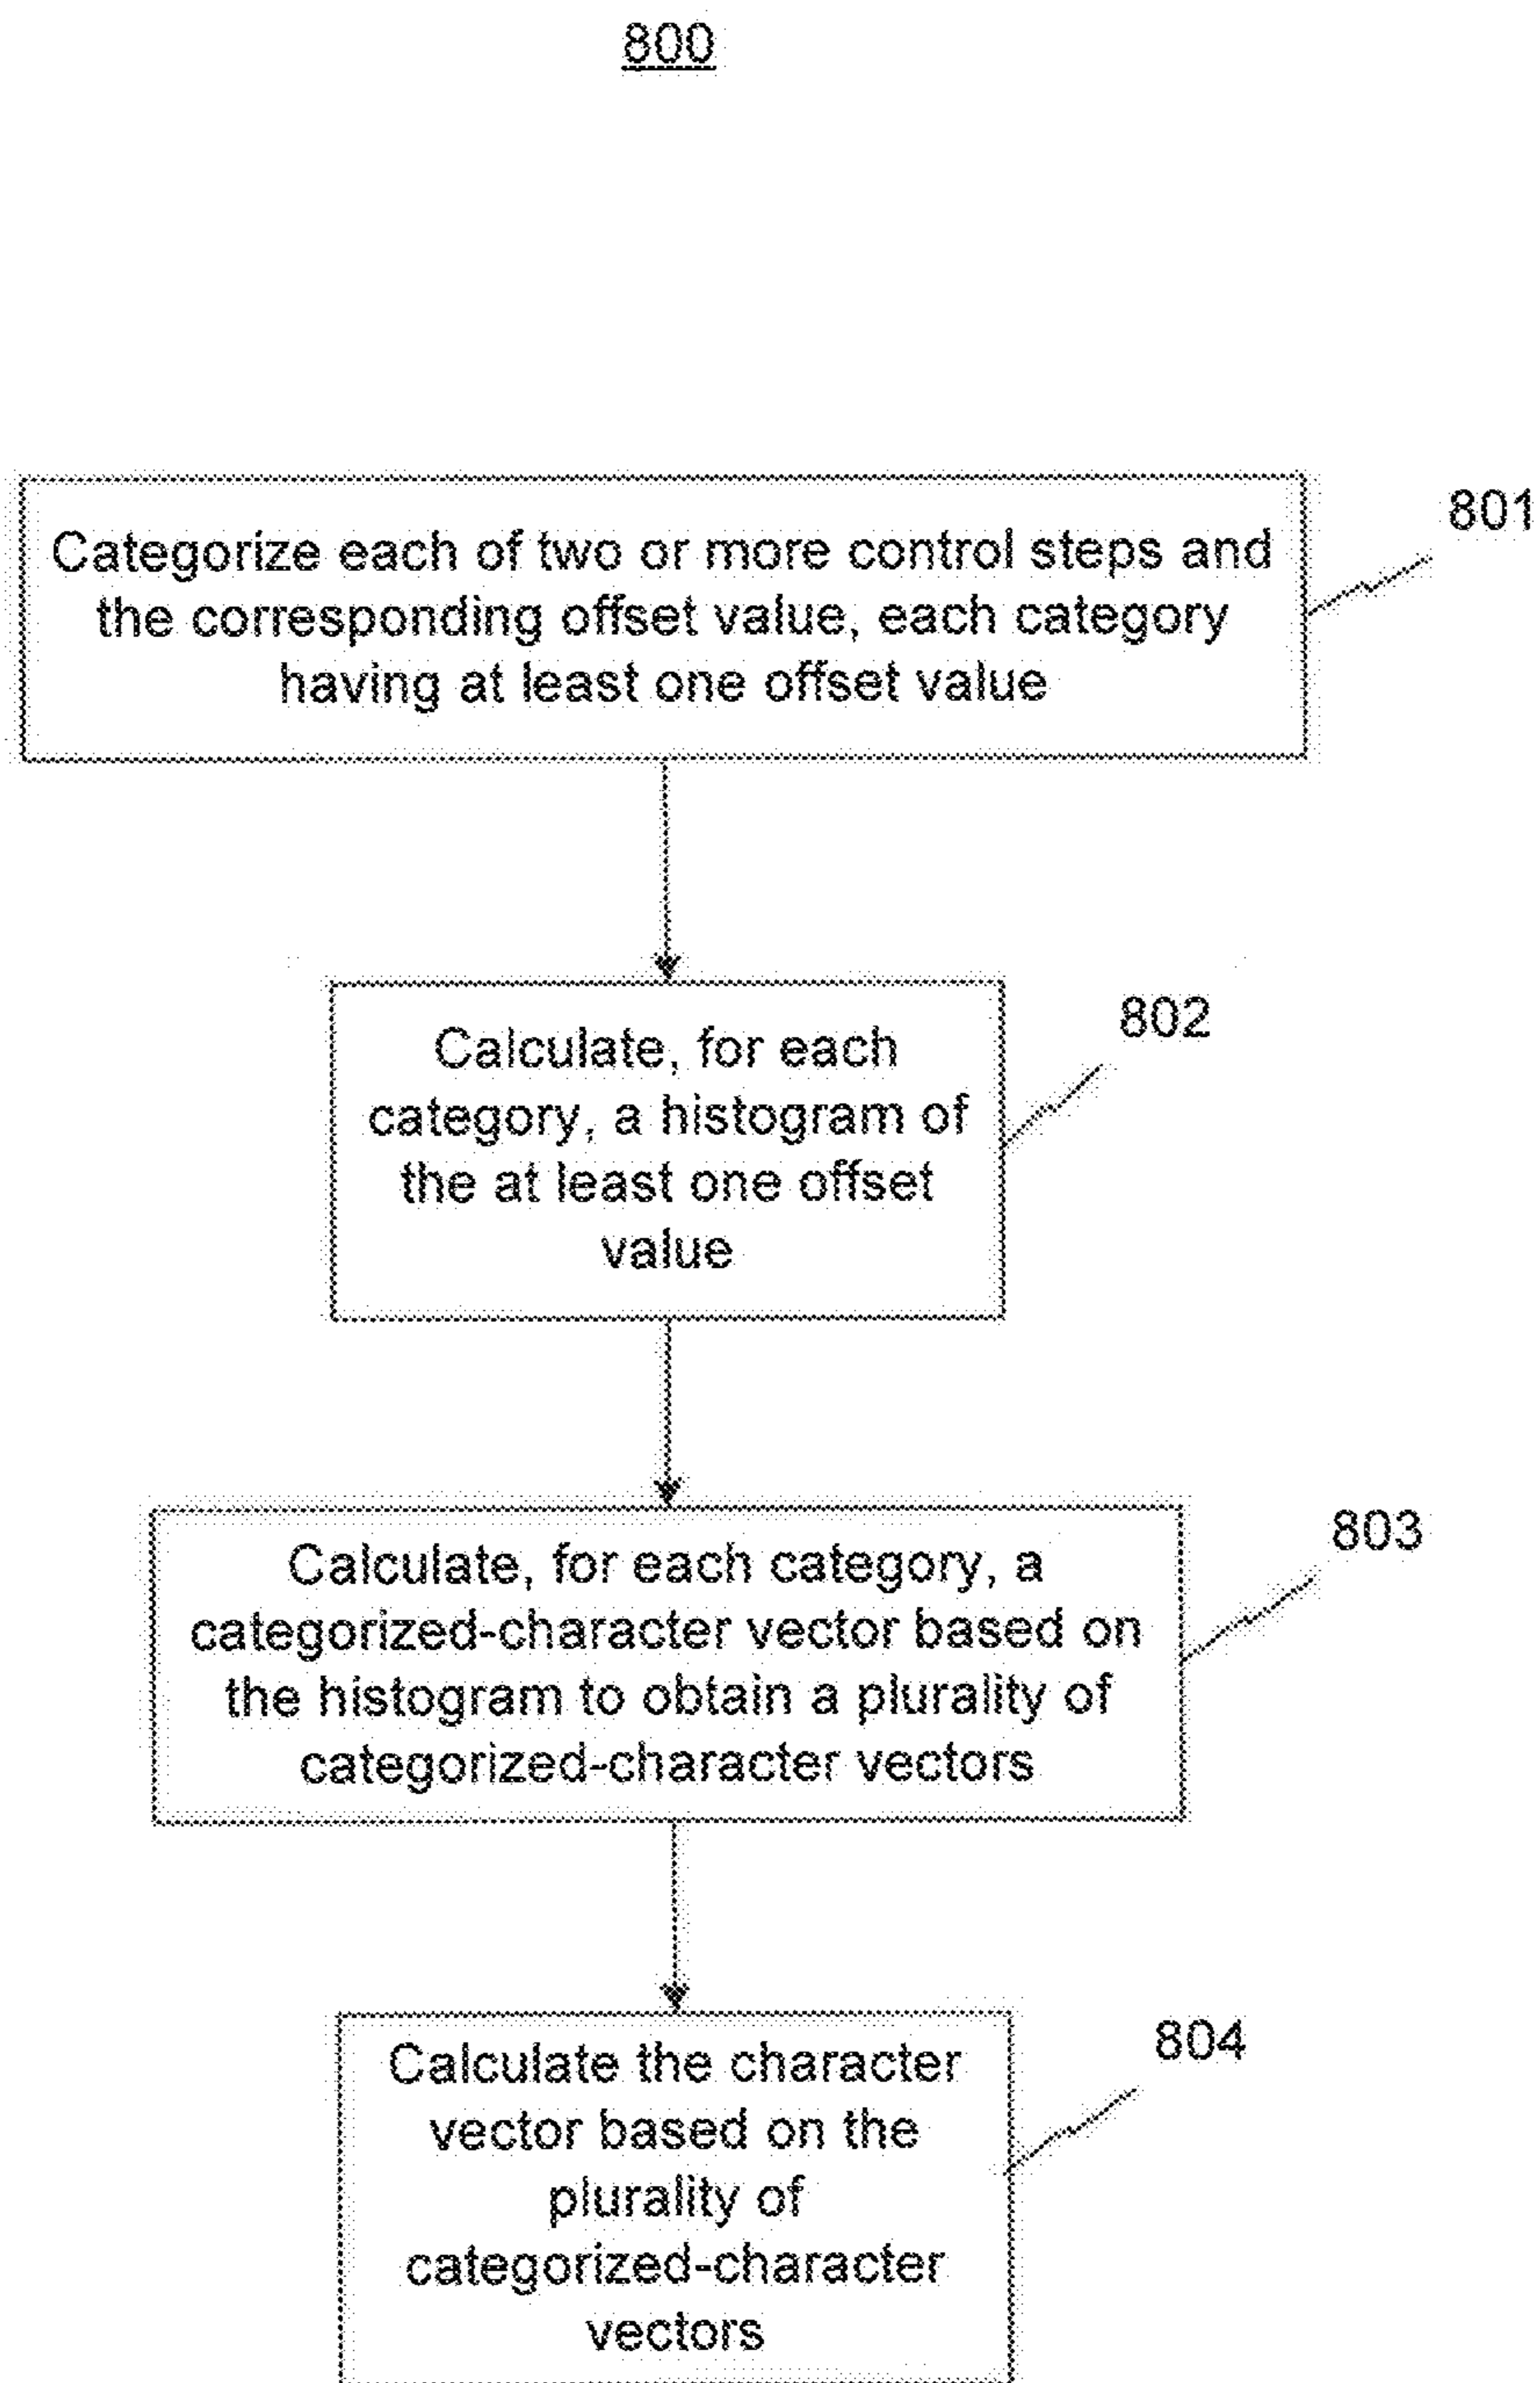 800
801
Categorize each of two or more control steps and
the corresponding offset value, each category
having at least one offset value
802
Calculate, for each
category, a histogram of
the at least one offset
value
803
Calculate, for each category, a
categorized-character vector based on
the histogram to obtain a plurality of
categorized-character vectors
804
Calculate the character
vector based on the
plurality of
categorized-character
vectors